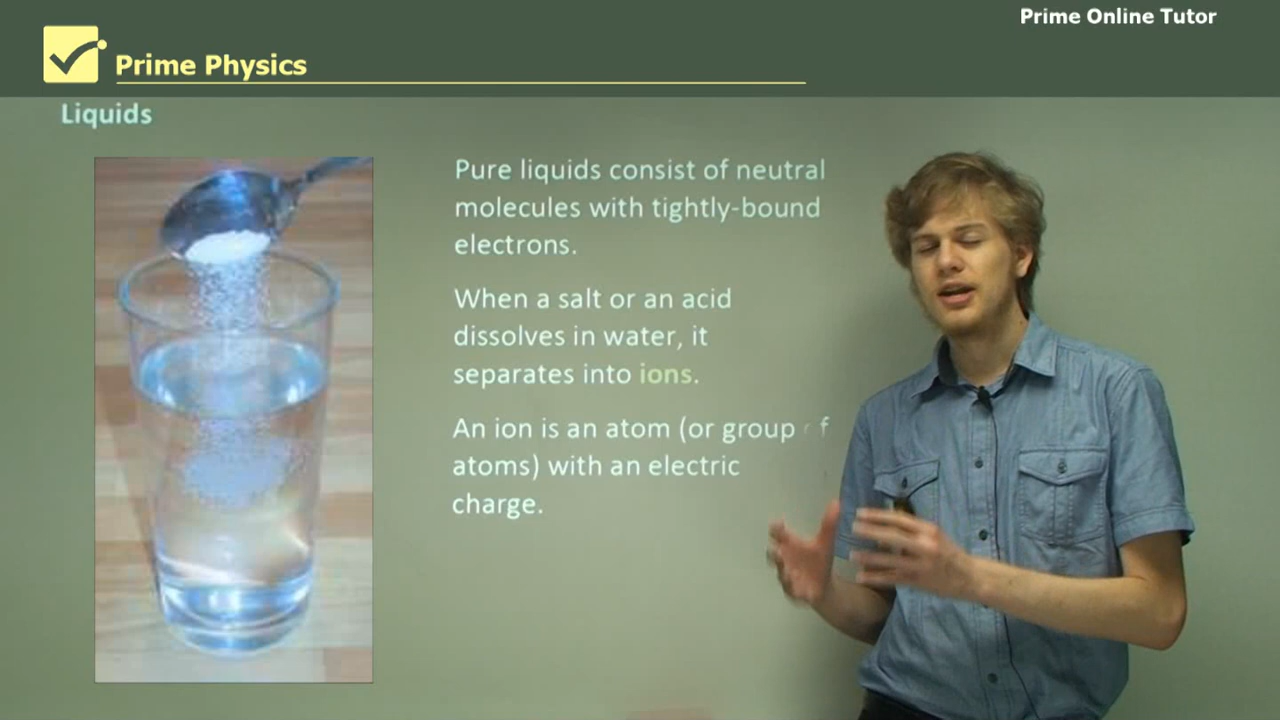 Prime Online Tutor
Prime Physics
Liquids
Pure liquids consist of neutral
molecules with tightly-bound
electrons.
When a salt or an acid
dissolves in water, it
separates into ions.
An ion is an atom (or group of
atoms) with an electric
charge.